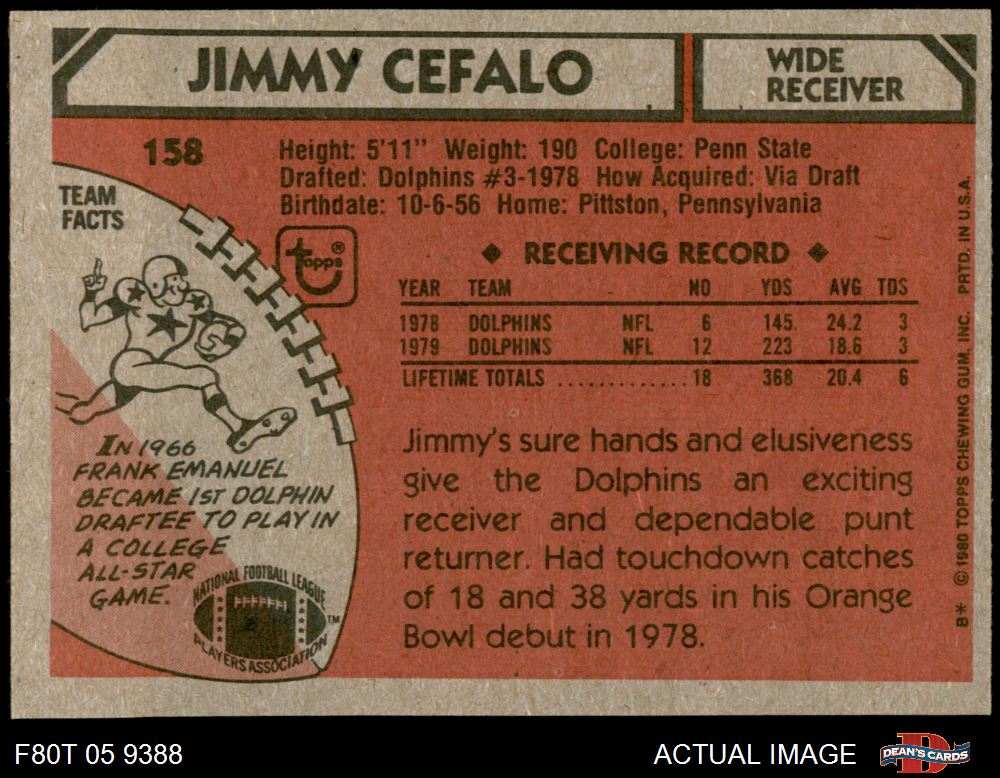 JIMMY CEFALO
WIDE
RECEIVER
158
Height: 5'11" Weight: 190 College: Penn State
Drafted: Dolphins #3-1978 How Acquired: Via Draft
Birthdate: 10-6-56 Home: Pittston, Pennsylvania
TEAM
FACTS
topps®
◆ RECEIVING RECORD ◆
YEAR TEAM NO YDS AVG TDS
1978 DOLPHINS NFL 6 145 24.2 3
1979 DOLPHINS NFL 12 223 18.6 3
LIFETIME TOTALS ............ 18 368 20.4 6
IN 1966
FRANK EMANUEL
BECAME 1ST DOLPHIN
DRAFTEE TO PLAY IN
A COLLEGE
ALL-STAR
GAME.
NATIONAL FOOTBALL LEAGUE
PLAYERS ASSOCIATION
TM
Jimmy's sure hands and elusiveness
give the Dolphins an exciting
receiver and dependable punt
returner. Had touchdown catches
of 18 and 38 yards in his Orange
Bowl debut in 1978.
B* © 1980 TOPPS CHEWING GUM, INC. PRTD. IN U.S.A.
F80T 05 9388
ACTUAL IMAGE
DEAN'S CARDS